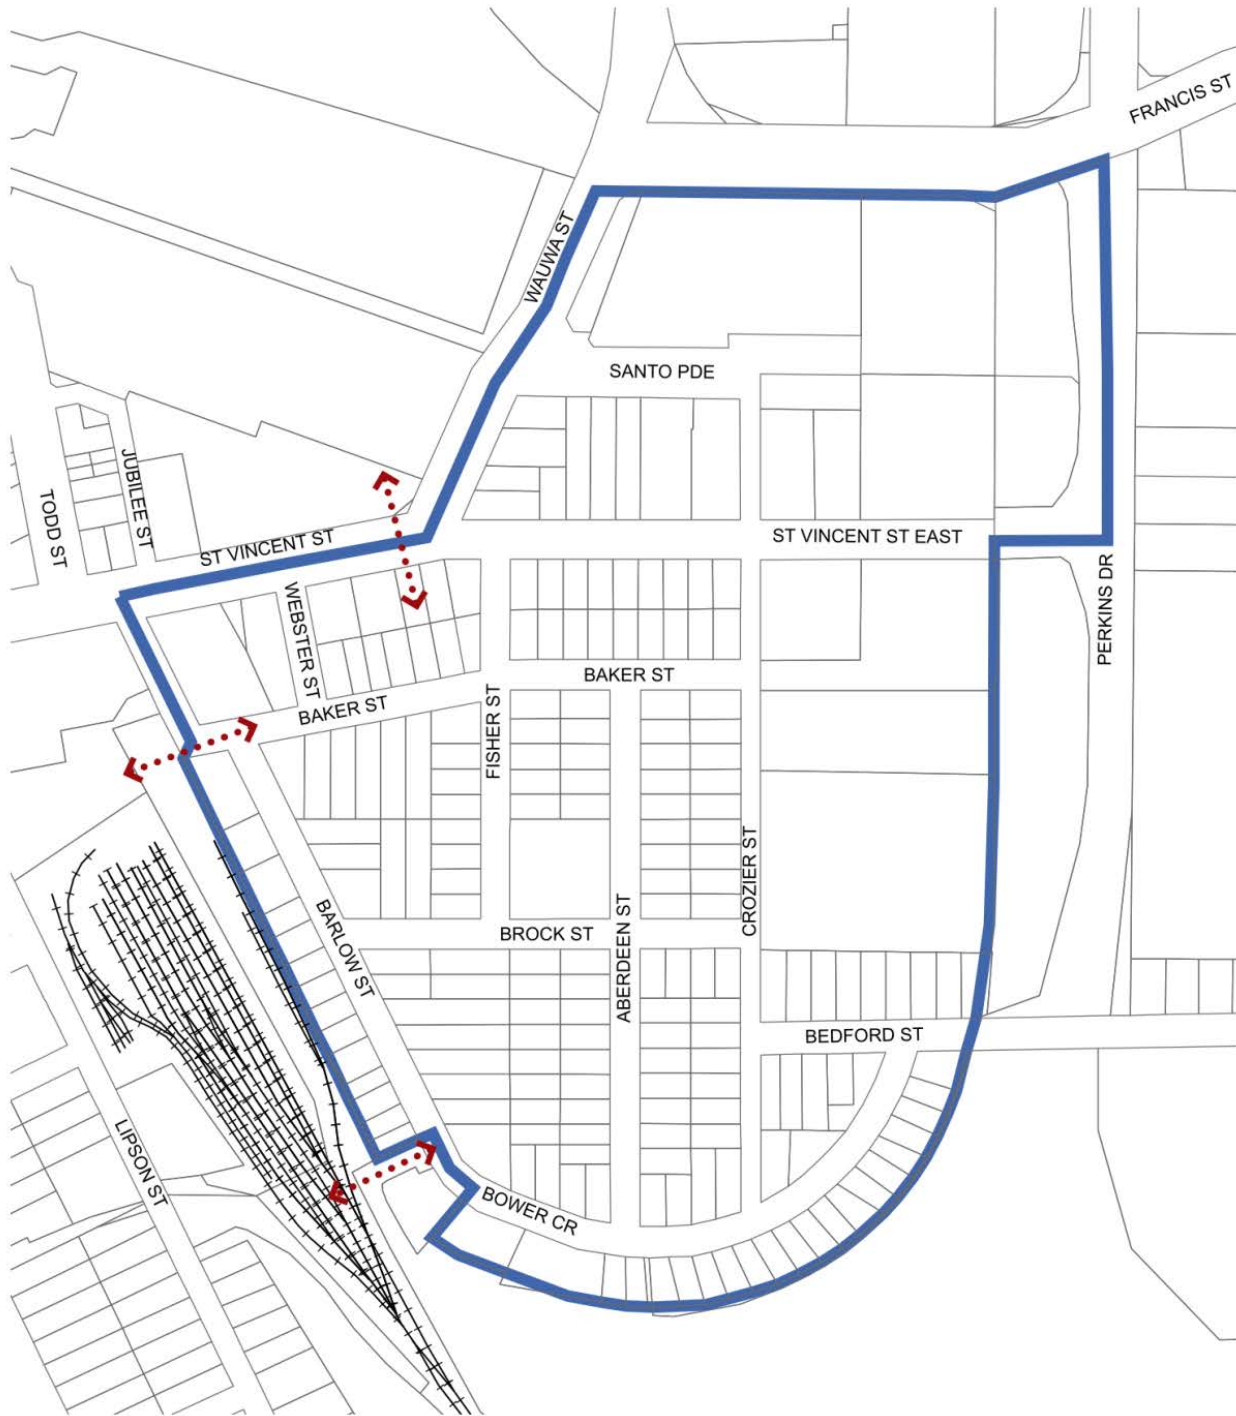 FRANCIS ST
WAUWA ST
SANTO PDE
JUBILEE ST
TODD ST
ST VINCENT ST
ST VINCENT ST EAST
WEBSTER ST
PERKINS DR
BAKER ST
BAKER ST
FISHER ST
CROZIER ST
BARLOW ST
BROCK ST
ABERDEEN ST
BEDFORD ST
LIPSON ST
BOWER CR